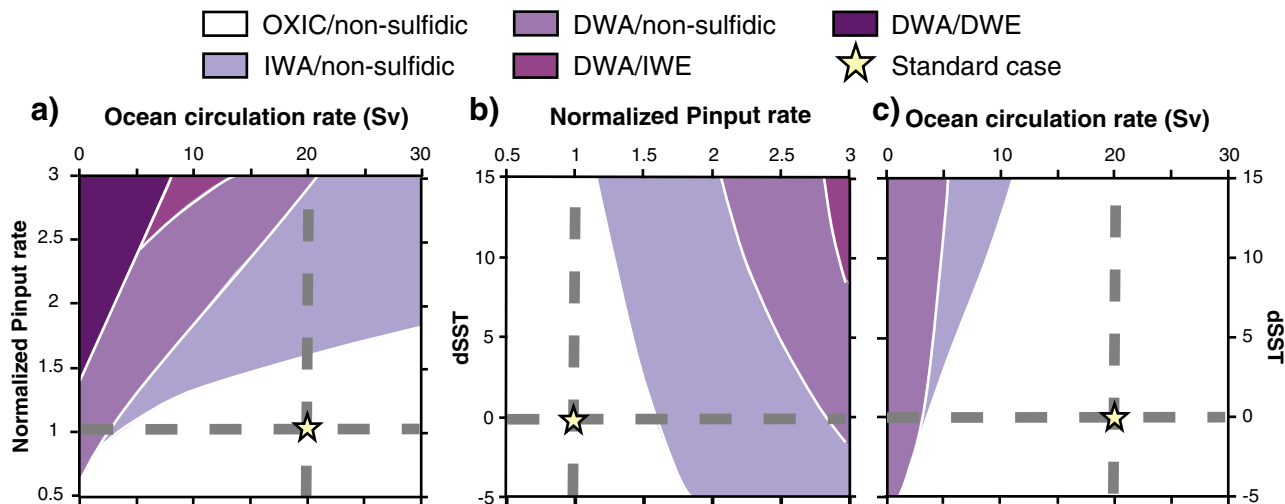 OXIC/non-sulfidic DWA/non-sulfidic DWA/DWE
IWA/non-sulfidic DWA/IWE Standard case
a) Ocean circulation rate (Sv)
0 10 20 30
Normalized Pinput rate
3
2.5
2
1.5
1
0.5
b) Normalized Pinput rate
0.5 1 1.5 2 2.5 3
dSST
15
10
5
0
-5
c) Ocean circulation rate (Sv)
0 10 20 30
15
10
5
0
-5
dSST